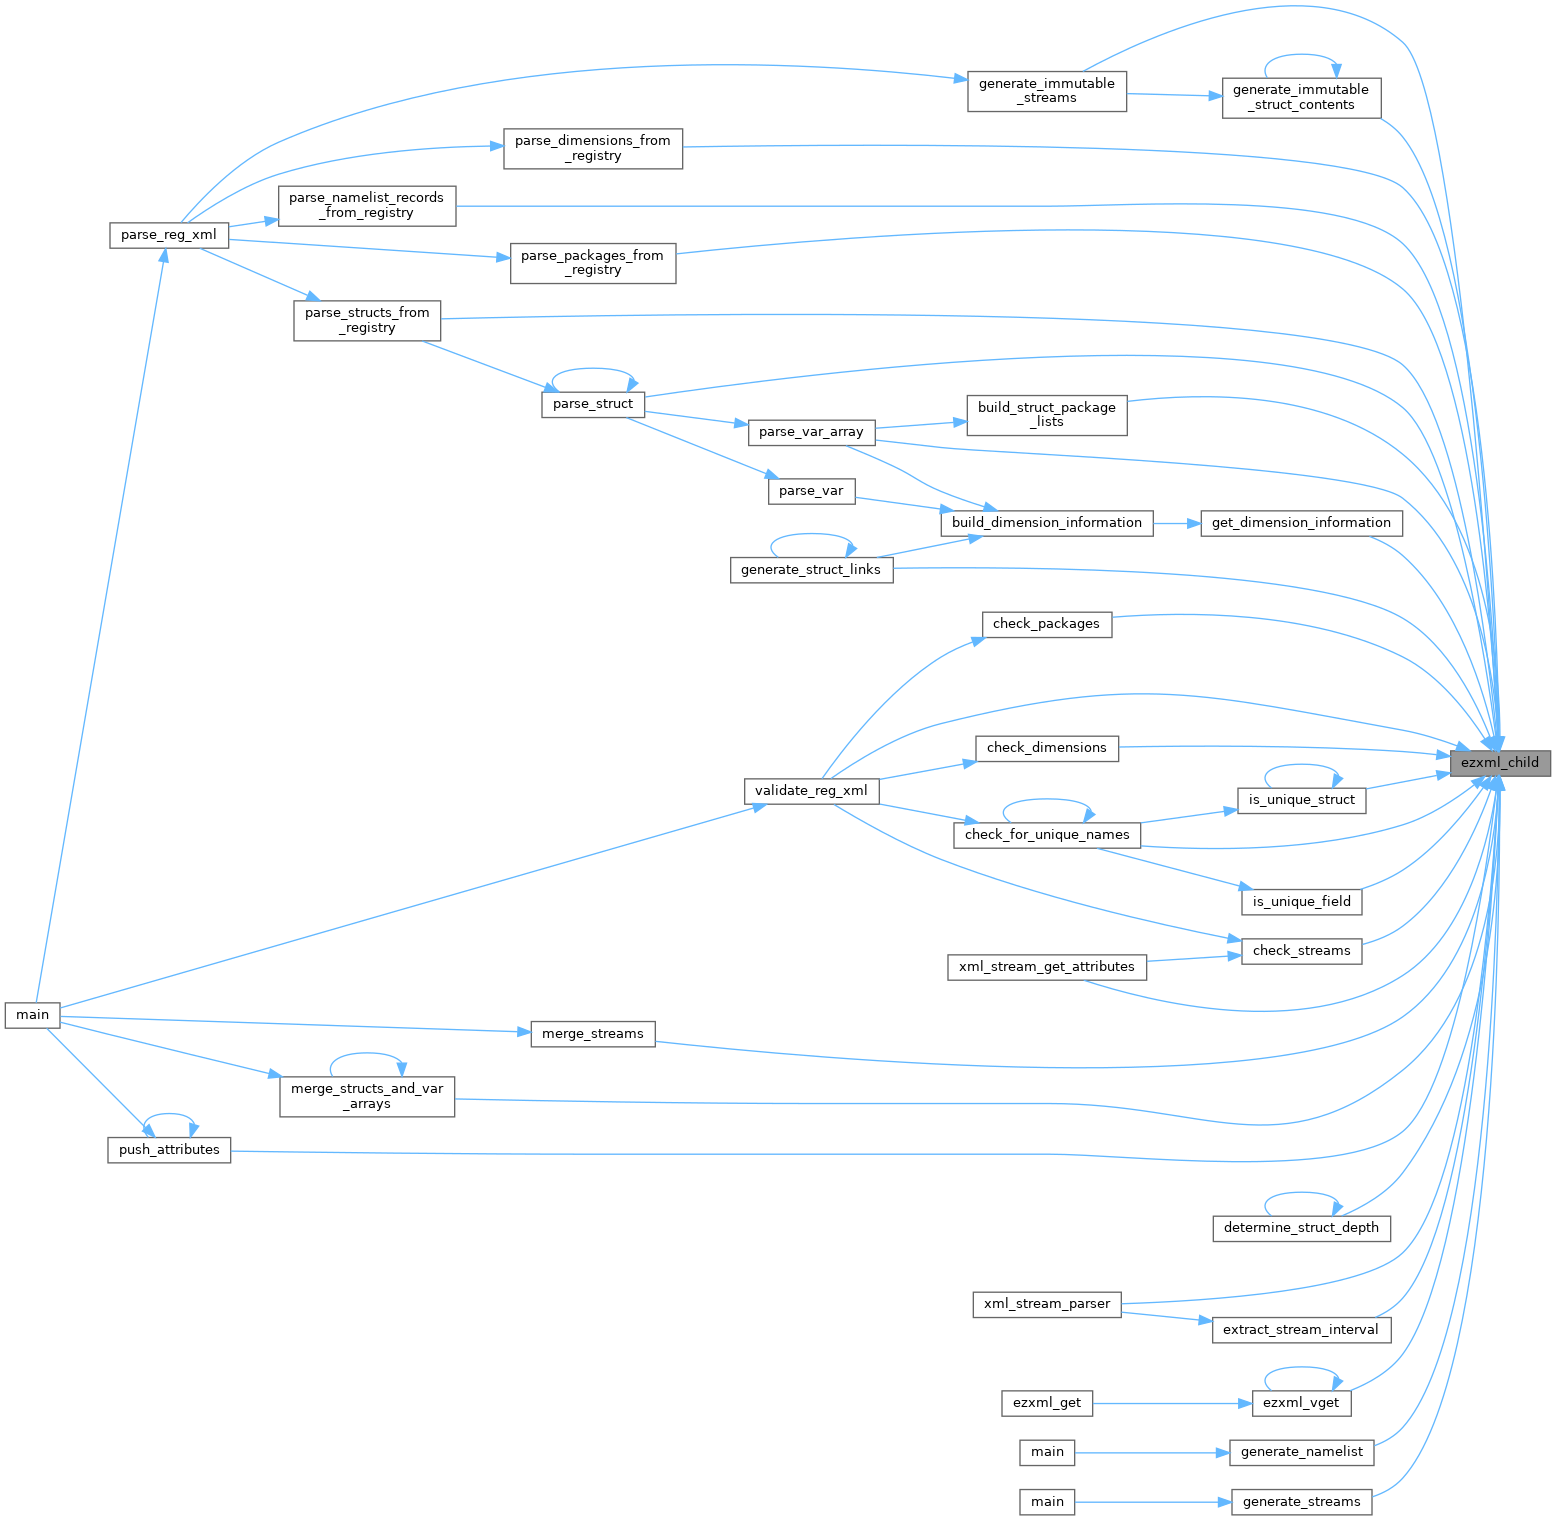 generate_immutable
_streams
generate_immutable
_struct_contents
parse_dimensions_from
_registry
parse_namelist_records
_from_registry
parse_reg_xml
parse_packages_from
_registry
parse_structs_from
_registry
parse_struct
build_struct_package
_lists
parse_var_array
parse_var
build_dimension_information
get_dimension_information
generate_struct_links
check_packages
check_dimensions
ezxml_child
validate_reg_xml
is_unique_struct
check_for_unique_names
is_unique_field
check_streams
xml_stream_get_attributes
main
merge_streams
merge_structs_and_var
_arrays
push_attributes
determine_struct_depth
xml_stream_parser
extract_stream_interval
ezxml_get
ezxml_vget
main
generate_namelist
main
generate_streams